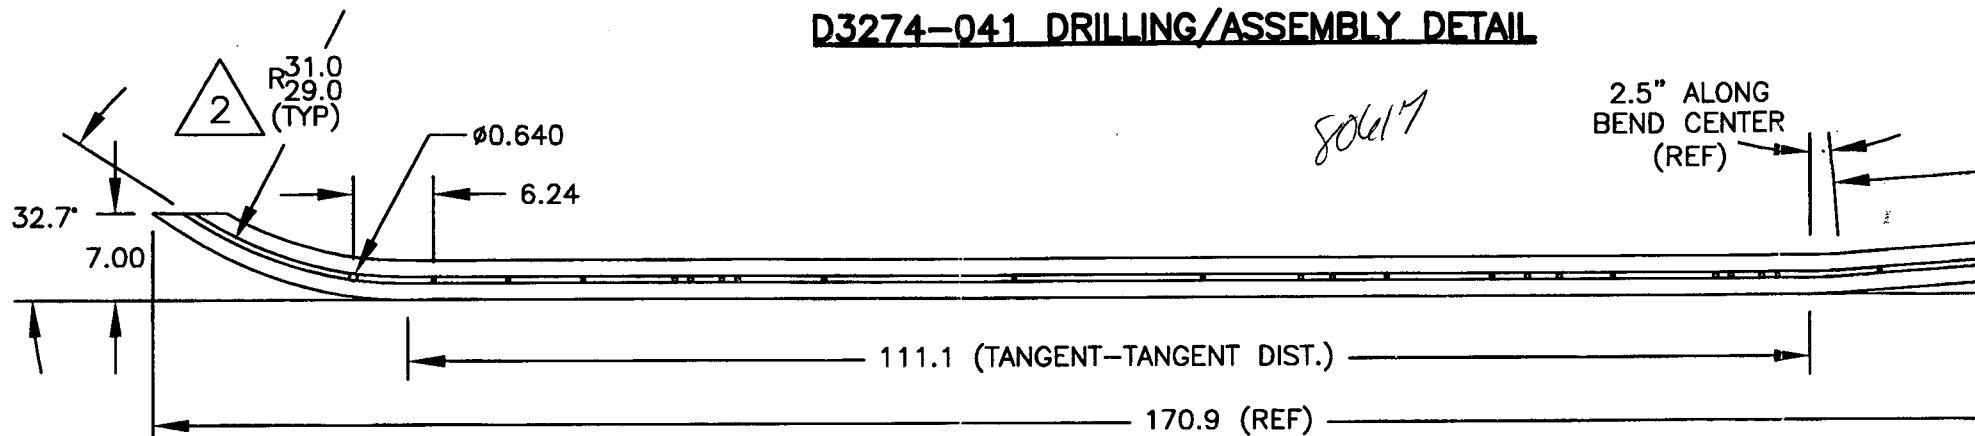 D3274-041 DRILLING/ASSEMBLY DETAIL
2
R31.0
29.0
(TYP)
Ø0.640
80617
2.5" ALONG
BEND CENTER
(REF)
6.24
32.7°
7.00
111.1 (TANGENT-TANGENT DIST.)
170.9 (REF)